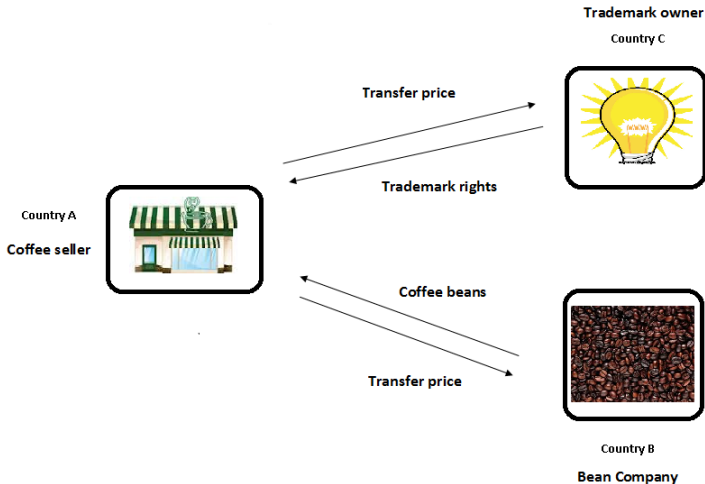 Trademark owner
Country C
Transfer price
Trademark rights
Country A
Coffee seller
Coffee beans
Transfer price
Country B
Bean Company